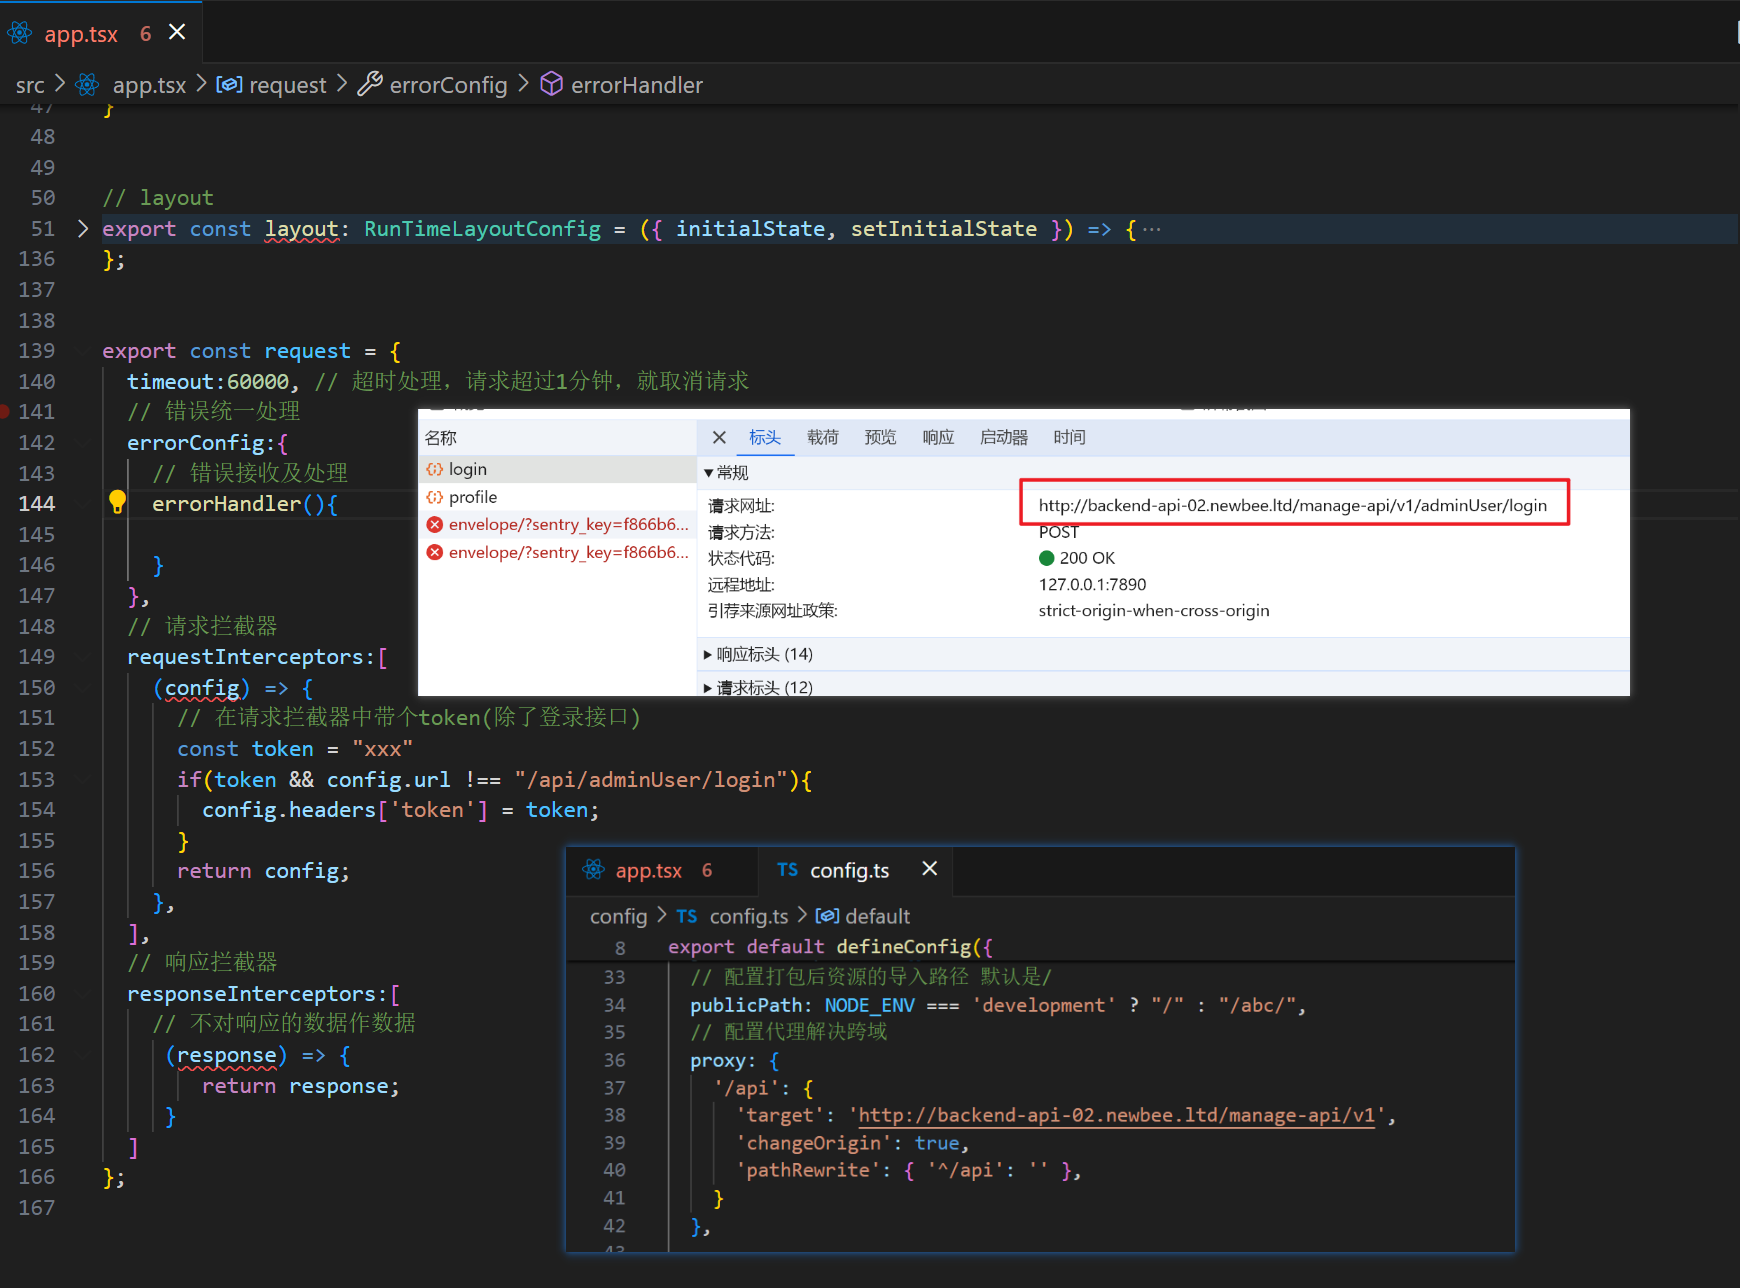 app.tsx 6
src > app.tsx > request > errorConfig > errorHandler
47 }
48
49
50 // layout
51 export const layout: RunTimeLayoutConfig = ({ initialState, setInitialState }) => {···
136 };
137
138
139 export const request = {
140 timeout:60000, // 超时处理，请求超过1分钟，就取消请求
141 // 错误统一处理
142 errorConfig:{
143 // 错误接收及处理
144 errorHandler(){
145
146 }
147 },
148 // 请求拦截器
149 requestInterceptors:[
150 (config) => {
151 // 在请求拦截器中带个token(除了登录接口)
152 const token = "xxx"
153 if(token && config.url !== "/api/adminUser/login"){
154 config.headers['token'] = token;
155 }
156 return config;
157 },
158 ],
159 // 响应拦截器
160 responseInterceptors:[
161 // 不对响应的数据作数据
162 (response) => {
163 return response;
164 }
165 ]
166 };
167
名称
login
profile
envelope/?sentry_key=f866b6...
envelope/?sentry_key=f866b6...
标头 载荷 预览 响应 启动器 时间
常规
请求网址: http://backend-api-02.newbee.ltd/manage-api/v1/adminUser/login
请求方法: POST
状态代码: 200 OK
远程地址: 127.0.0.1:7890
引荐来源网址政策: strict-origin-when-cross-origin
响应标头 (14)
请求标头 (12)
app.tsx 6 TS config.ts
config > TS config.ts > default
8 export default defineConfig({
33 // 配置打包后资源的导入路径 默认是/
34 publicPath: NODE_ENV === 'development' ? "/" : "/abc/",
35 // 配置代理解决跨域
36 proxy: {
37 '/api': {
38 'target': 'http://backend-api-02.newbee.ltd/manage-api/v1',
39 'changeOrigin': true,
40 'pathRewrite': { '^/api': '' },
41 }
42 },
43